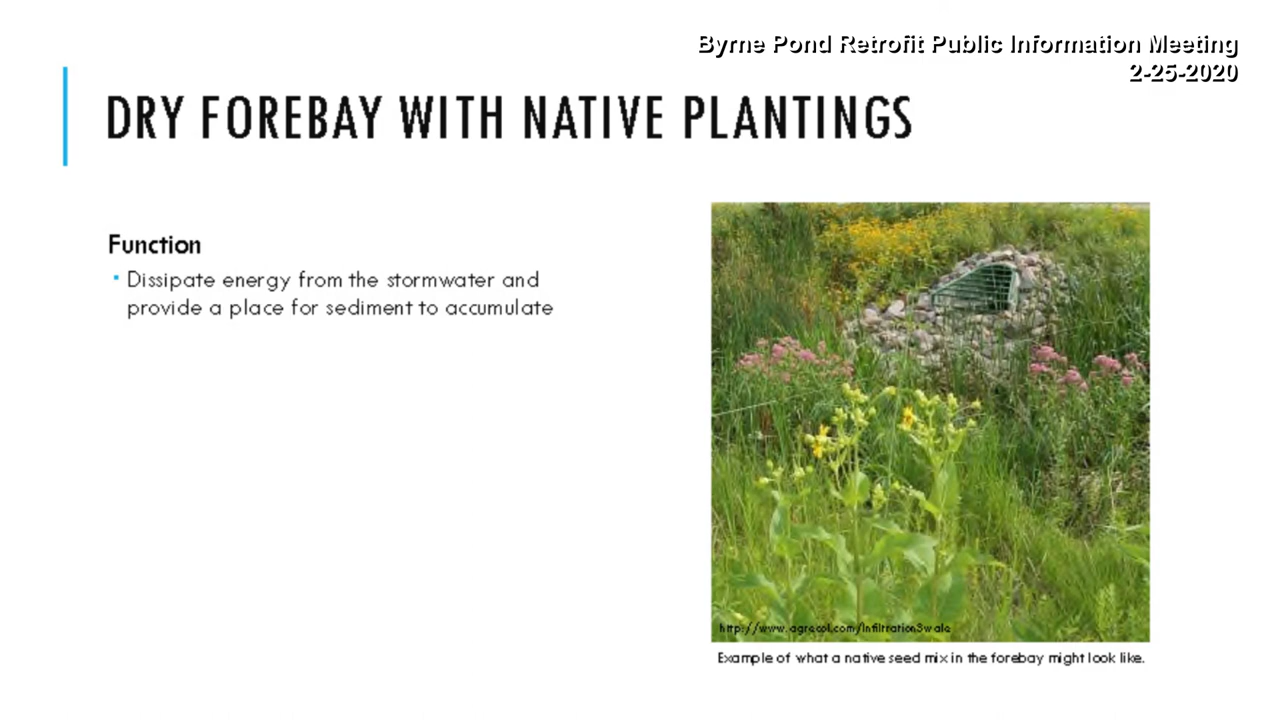 Byrne Pond Retrofit Public Information Meeting
2-25-2020
DRY FOREBAY WITH NATIVE PLANTINGS
Function
Dissipate energy from the stormwater and
provide a place for sediment to accumulate
http://www.agrecol.com/InfiltrationSwale
Example of what a native seed mix in the forebay might look like.